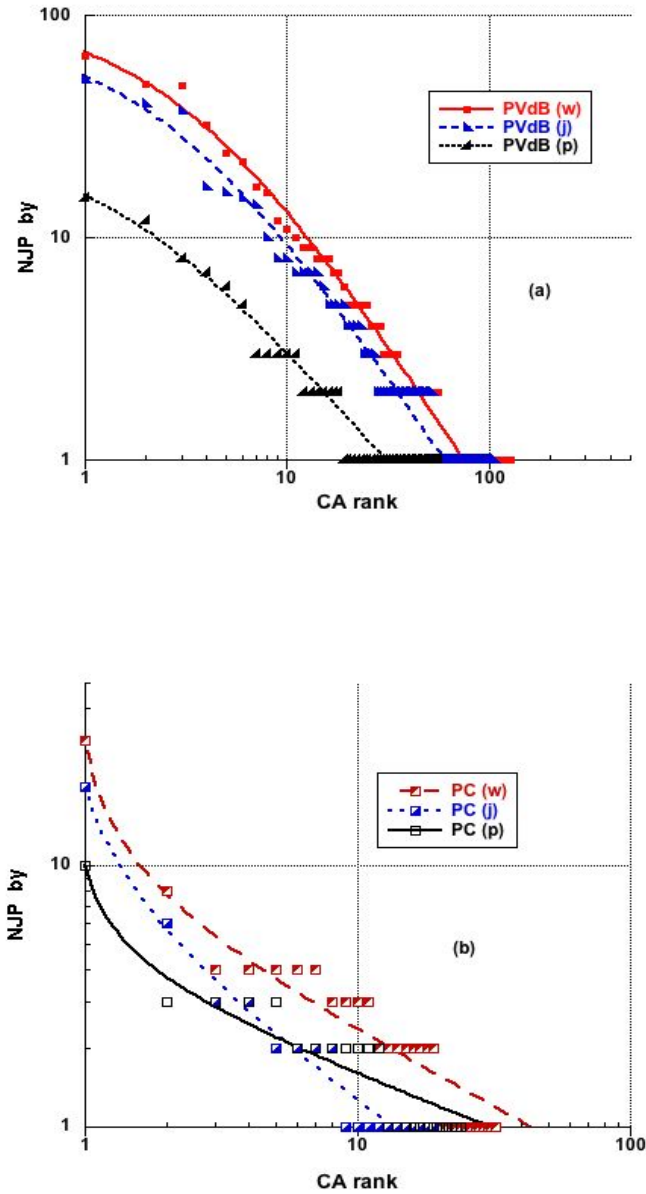 100
PVdB (w)
PVdB (j)
PVdB (p)
NJP by
10
(a)
1
1 10 100
CA rank
PC (w)
PC (j)
PC (p)
10
NJP by
(b)
1
1 10 100
CA rank